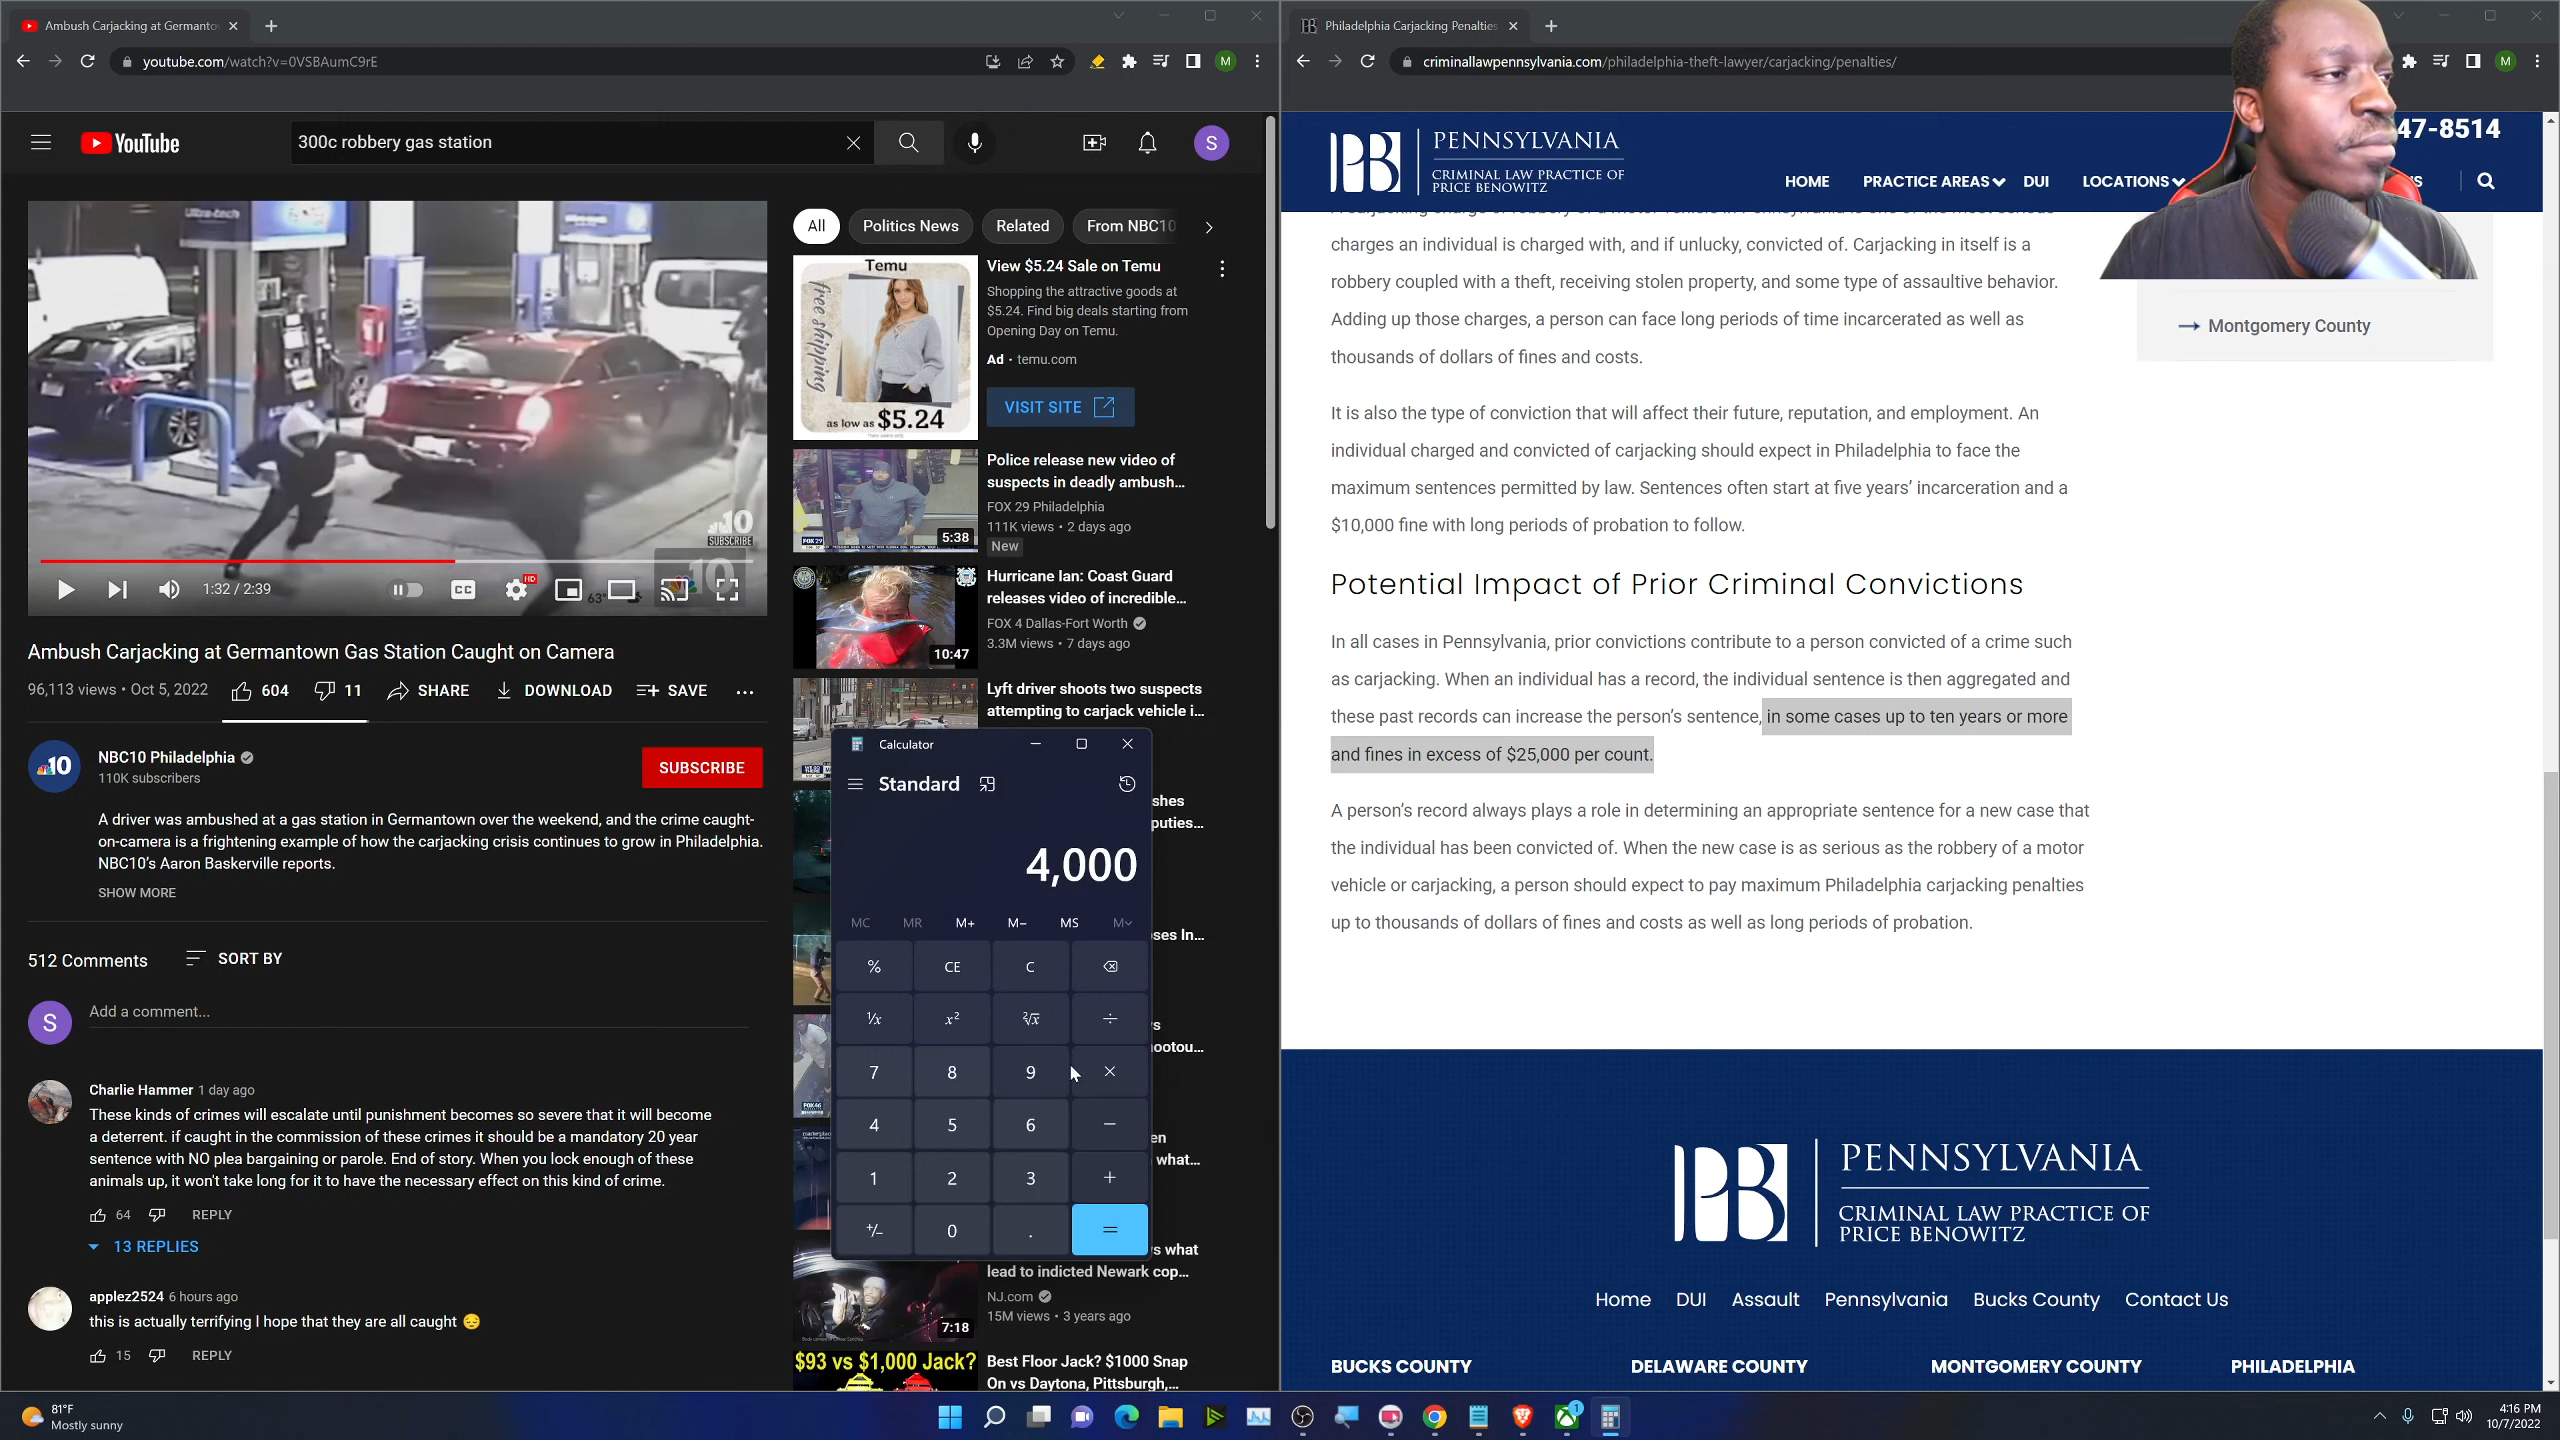 Ambush Carjacking at Germanto
youtube.com/watch?v=0VSBAumC9rE
M
YouTube
300c robbery gas station
S
Ultra-tech
10
SUBSCRIBE
1:32 / 2:39
CC
HD
63°
Ambush Carjacking at Germantown Gas Station Caught on Camera
96,113 views • Oct 5, 2022
604
11
SHARE
DOWNLOAD
SAVE
NBC10 Philadelphia
110K subscribers
SUBSCRIBE
A driver was ambushed at a gas station in Germantown over the weekend, and the crime caught-
on-camera is a frightening example of how the carjacking crisis continues to grow in Philadelphia.
NBC10's Aaron Baskerville reports.
SHOW MORE
512 Comments
SORT BY
S
Add a comment...
Charlie Hammer 1 day ago
These kinds of crimes will escalate until punishment becomes so severe that it will become
a deterrent. if caught in the commission of these crimes it should be a mandatory 20 year
sentence with NO plea bargaining or parole. End of story. When you lock enough of these
animals up, it won't take long for it to have the necessary effect on this kind of crime.
64
REPLY
13 REPLIES
applez2524 6 hours ago
this is actually terrifying I hope that they are all caught 😔
15
REPLY
All
Politics News
Related
From NBC10
Temu
free shipping
as low as $5.24
View $5.24 Sale on Temu
Shopping the attractive goods at
$5.24. Find big deals starting from
Opening Day on Temu.
Ad • temu.com
VISIT SITE
5:38
Police release new video of
suspects in deadly ambush...
FOX 29 Philadelphia
111K views • 2 days ago
New
10:47
Hurricane Ian: Coast Guard
releases video of incredible...
FOX 4 Dallas-Fort Worth
3.3M views • 7 days ago
Lyft driver shoots two suspects
attempting to carjack vehicle i...
shes
puties...
ses In...
s
ootou...
en
what...
s what
lead to indicted Newark cop...
NJ.com
15M views • 3 years ago
7:18
$93 vs $1,000 Jack?
Best Floor Jack? $1000 Snap
On vs Daytona, Pittsburgh,...
Calculator
Standard
4,000
MC MR M+ M− MS M
% CE C
¹/x x² ²√x ÷
7 8 9 ×
4 5 6 −
1 2 3 +
+/− 0 . =
Philadelphia Carjacking Penalties
criminallawpennsylvania.com/philadelphia-theft-lawyer/carjacking/penalties/
M
PB
PENNSYLVANIA
CRIMINAL LAW PRACTICE OF
PRICE BENOWITZ
47-8514
HOME
PRACTICE AREAS
DUI
LOCATIONS
S
charges an individual is charged with, and if unlucky, convicted of. Carjacking in itself is a
robbery coupled with a theft, receiving stolen property, and some type of assaultive behavior.
Adding up those charges, a person can face long periods of time incarcerated as well as
thousands of dollars of fines and costs.
It is also the type of conviction that will affect their future, reputation, and employment. An
individual charged and convicted of carjacking should expect in Philadelphia to face the
maximum sentences permitted by law. Sentences often start at five years' incarceration and a
$10,000 fine with long periods of probation to follow.
Potential Impact of Prior Criminal Convictions
In all cases in Pennsylvania, prior convictions contribute to a person convicted of a crime such
as carjacking. When an individual has a record, the individual sentence is then aggregated and
these past records can increase the person's sentence, in some cases up to ten years or more
and fines in excess of $25,000 per count.
A person's record always plays a role in determining an appropriate sentence for a new case that
the individual has been convicted of. When the new case is as serious as the robbery of a motor
vehicle or carjacking, a person should expect to pay maximum Philadelphia carjacking penalties
up to thousands of dollars of fines and costs as well as long periods of probation.
Montgomery County
PB
PENNSYLVANIA
CRIMINAL LAW PRACTICE OF
PRICE BENOWITZ
Home DUI Assault Pennsylvania Bucks County Contact Us
BUCKS COUNTY DELAWARE COUNTY MONTGOMERY COUNTY PHILADELPHIA
81°F
Mostly sunny
1
4:16 PM
10/7/2022